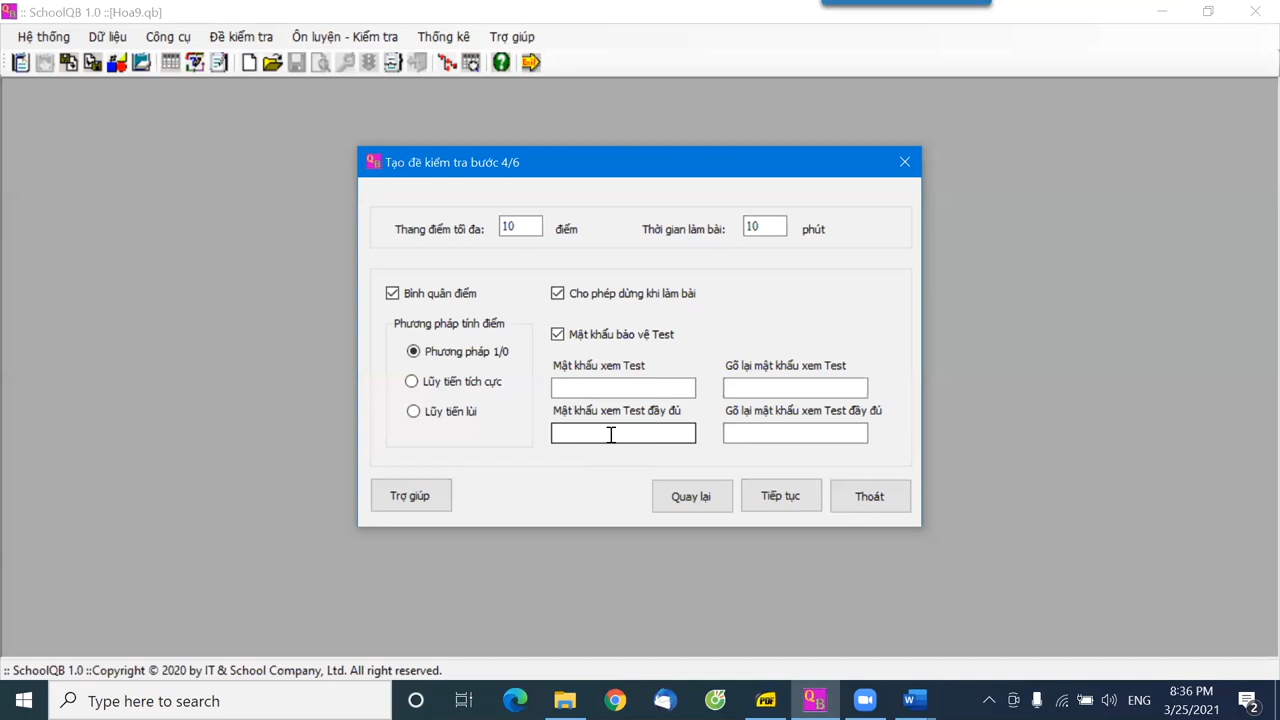 :: SchoolQB 1.0 ::[Hoa9.qb]
Hệ thống Dữ liệu Công cụ Đề kiểm tra Ôn luyện - Kiểm tra Thống kê Trợ giúp
Tạo đề kiểm tra bước 4/6
Thang điểm tối đa: 10 điểm Thời gian làm bài: 10 phút
Bình quân điểm Cho phép dừng khi làm bài
Phương pháp tính điểm
Mật khẩu bảo vệ Test
Phương pháp 1/0
Mật khẩu xem Test Gõ lại mật khẩu xem Test
Lũy tiến tích cực
Mật khẩu xem Test đầy đủ Gõ lại mật khẩu xem Test đầy đủ
Lũy tiến lùi
Trợ giúp Quay lại Tiếp tục Thoát
:: SchoolQB 1.0 ::Copyright © 2020 by IT & School Company, Ltd. All right reserved.
Type here to search
ENG
8:36 PM
3/25/2021
2